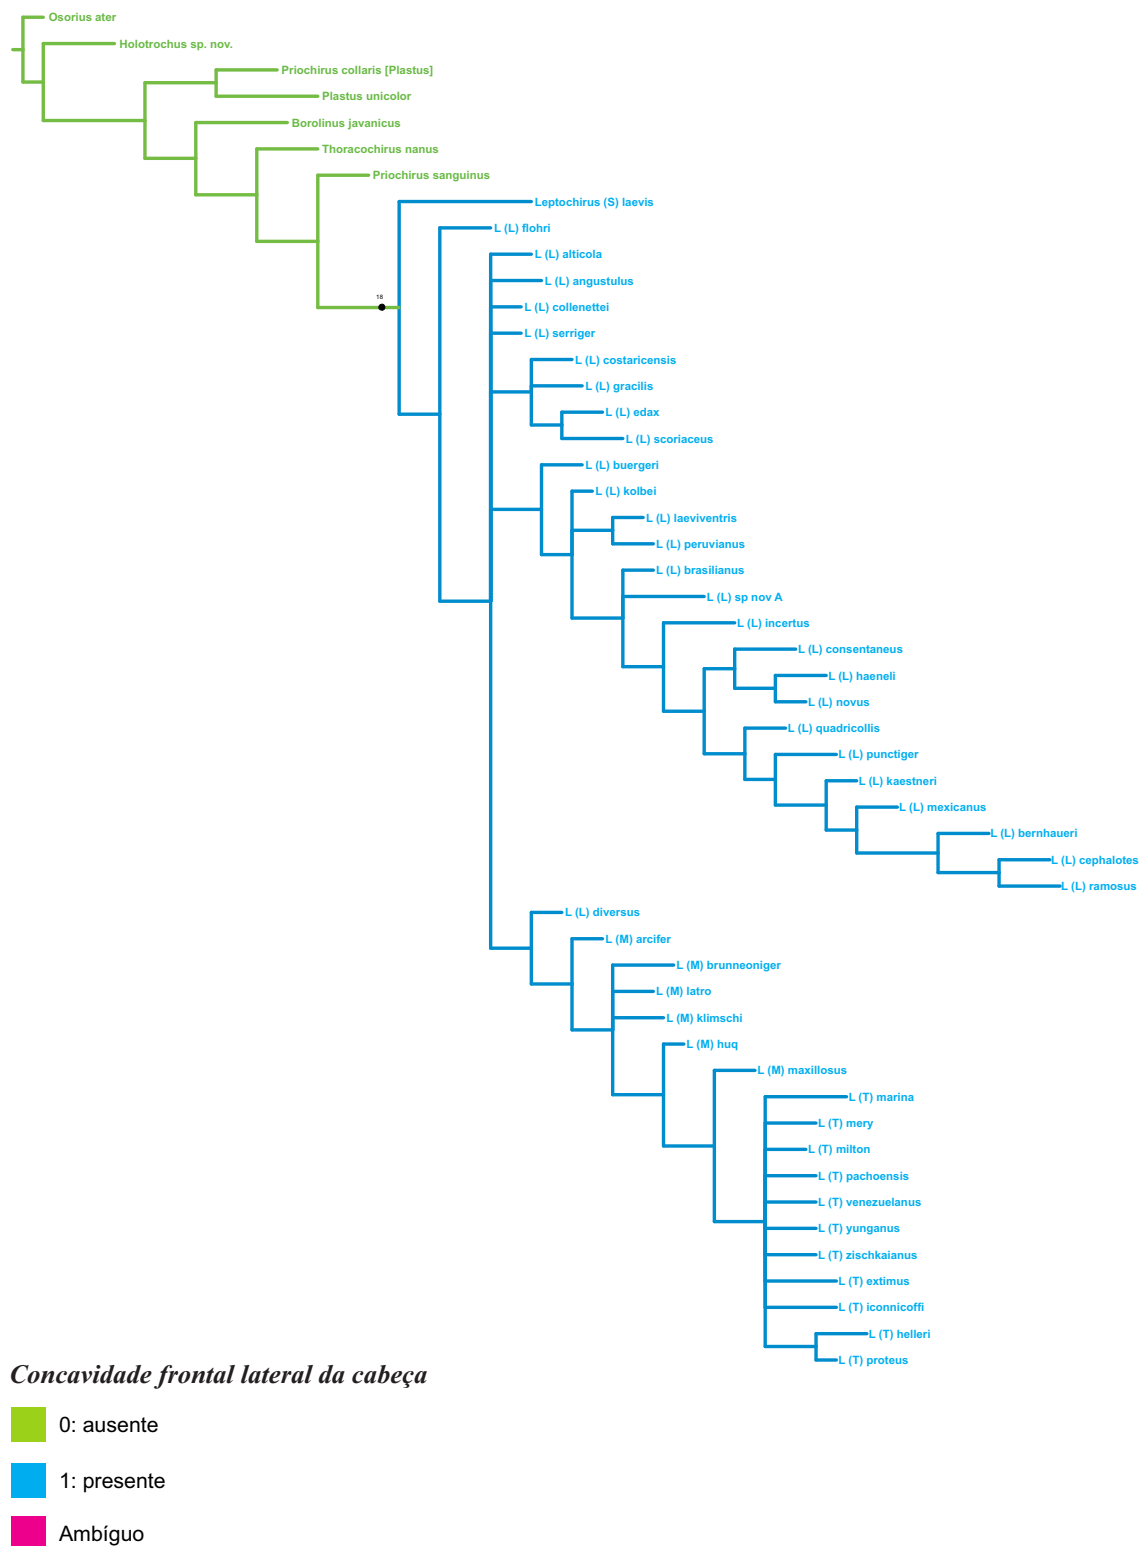 Osorius ater
Holotrochus sp. nov.
Priochirus collaris [Plastus]
Plastus unicolor
Borolinus javanicus
Thoracochirus nanus
Priochirus sanguinus
Leptochirus (S) laevis
L (L) flohri
L (L) alticola
L (L) angustulus
18
L (L) collenettei
L (L) serriger
L (L) costaricensis
L (L) gracilis
L (L) edax
L (L) scoriaceus
L (L) buergeri
L (L) kolbei
L (L) laeviventris
L (L) peruvianus
L (L) brasilianus
L (L) sp nov A
L (L) incertus
L (L) consentaneus
L (L) haeneli
L (L) novus
L (L) quadricollis
L (L) punctiger
L (L) kaestneri
L (L) mexicanus
L (L) bernhaueri
L (L) cephalotes
L (L) ramosus
L (L) diversus
L (M) arcifer
L (M) brunneoniger
L (M) latro
L (M) klimschi
L (M) huq
L (M) maxillosus
L (T) marina
L (T) mery
L (T) milton
L (T) pachoensis
L (T) venezuelanus
L (T) yunganus
L (T) zischkaianus
L (T) extimus
L (T) iconnicoffi
L (T) helleri
L (T) proteus
Concavidade frontal lateral da cabeça
0: ausente
1: presente
Ambíguo